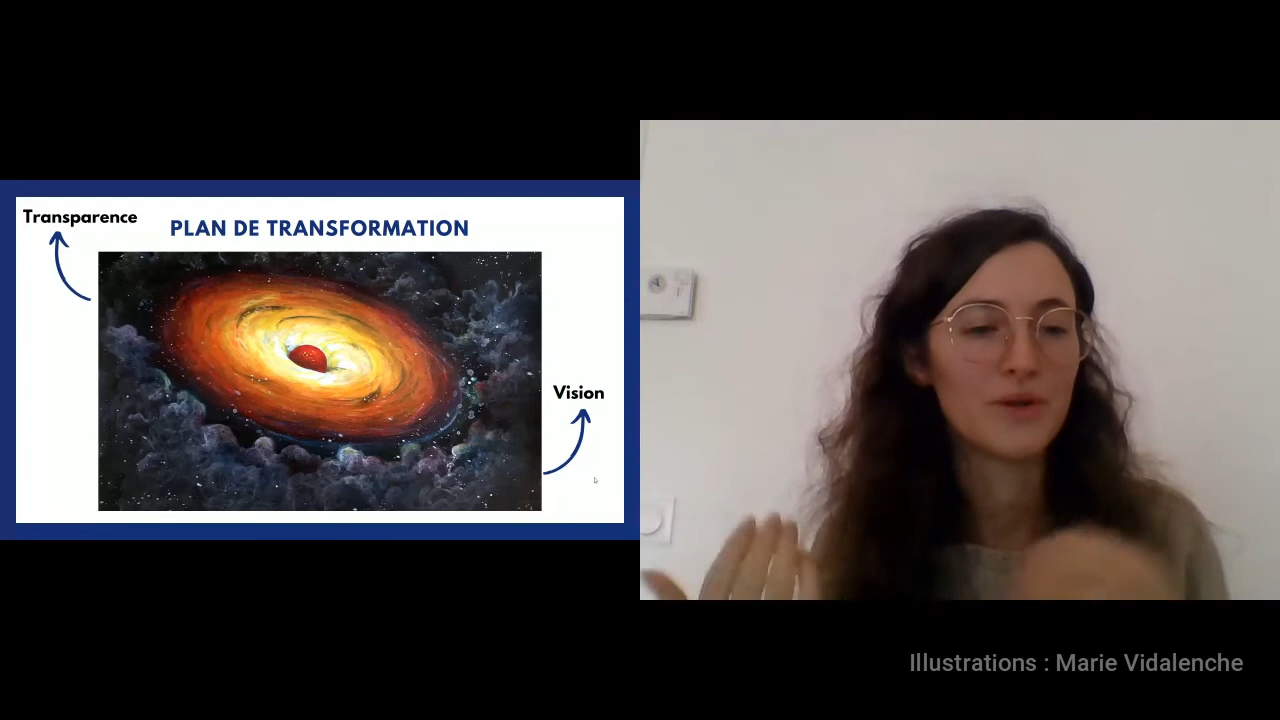 Transparence
PLAN DE TRANSFORMATION
Vision
Illustrations : Marie Vidalenche